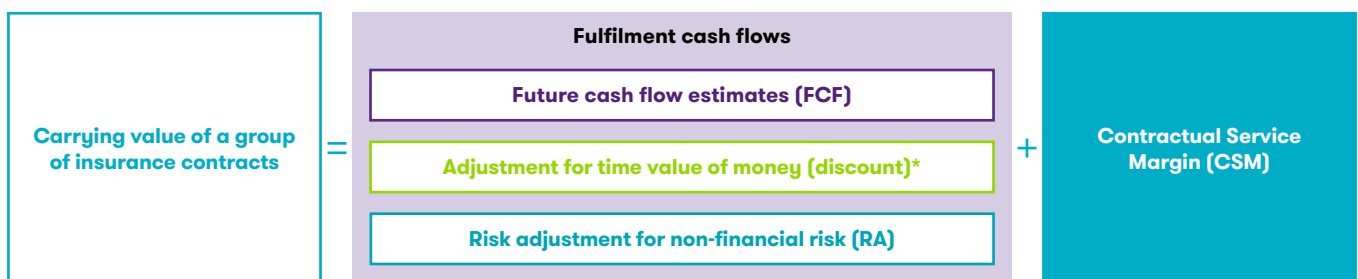 Carrying value of a group
of insurance contracts
=
Fulfilment cash flows
Future cash flow estimates (FCF)
Adjustment for time value of money (discount)*
Risk adjustment for non-financial risk (RA)
+
Contractual Service
Margin (CSM)